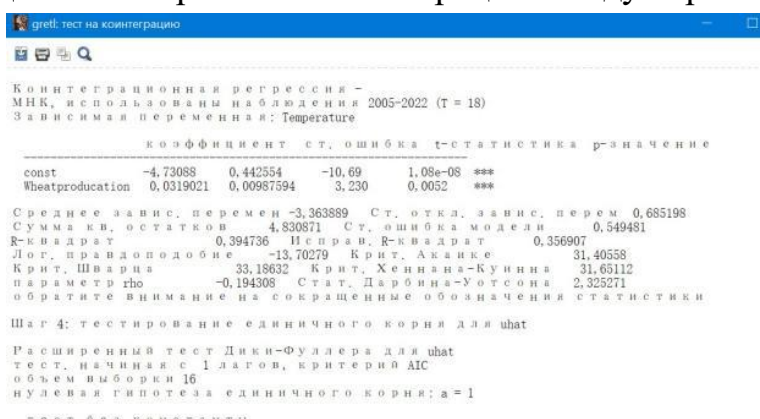 gretl: тест на коинтеграцию
Коинтеграционная регрессия -
МНК, использованы наблюдения 2005-2022 (T = 18)
Зависимая переменная: Temperature
коэффициент ст. ошибка t-статистика p-значение
const -4,73088 0,442554 -10,69 1,08e-08 ***
Wheatproducation 0,0319021 0,00987594 3,230 0,0052 ***
Среднее завис. перемен -3,363889 Ст. откл. завис. перем 0,685198
Сумма кв. остатков 4,830871 Ст. ошибка модели 0,549481
R-квадрат 0,394736 Исправ. R-квадрат 0,356907
Лог. правдоподобие -13,70279 Крит. Акаике 31,40558
Крит. Шварца 33,18632 Крит. Хеннана-Куинна 31,65112
параметр rho -0,194308 Стат. Дарбина-Уотсона 2,325271
обратите внимание на сокращенные обозначения статистики
Шаг 4: тестирование единичного корня для uhat
Расширенный тест Дики-Фуллера для uhat
тест, начиная с 1 лагов, критерий AIC
объем выборки 16
нулевая гипотеза единичного корня: a = 1